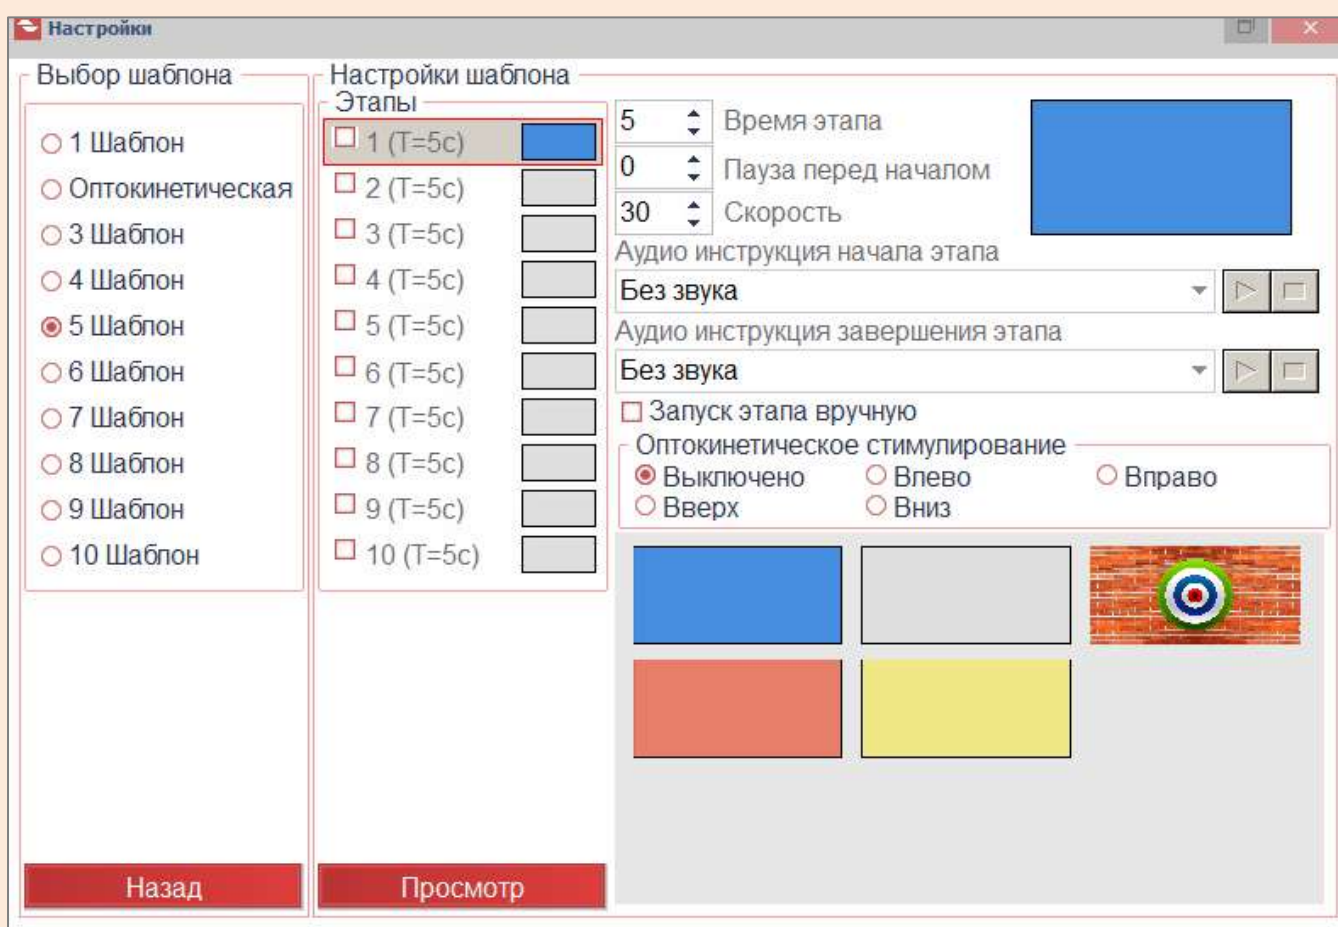 Настройки
Выбор шаблона
1 Шаблон
Оптокинетическая
3 Шаблон
4 Шаблон
5 Шаблон
6 Шаблон
7 Шаблон
8 Шаблон
9 Шаблон
10 Шаблон
Назад
Настройки шаблона
Этапы
1 (T=5c)
2 (T=5c)
3 (T=5c)
4 (T=5c)
5 (T=5c)
6 (T=5c)
7 (T=5c)
8 (T=5c)
9 (T=5c)
10 (T=5c)
Просмотр
5 Время этапа
0 Пауза перед началом
30 Скорость
Аудио инструкция начала этапа
Без звука
Аудио инструкция завершения этапа
Без звука
Запуск этапа вручную
Оптокинетическое стимулирование
Выключено Влево Вправо
Вверх Вниз